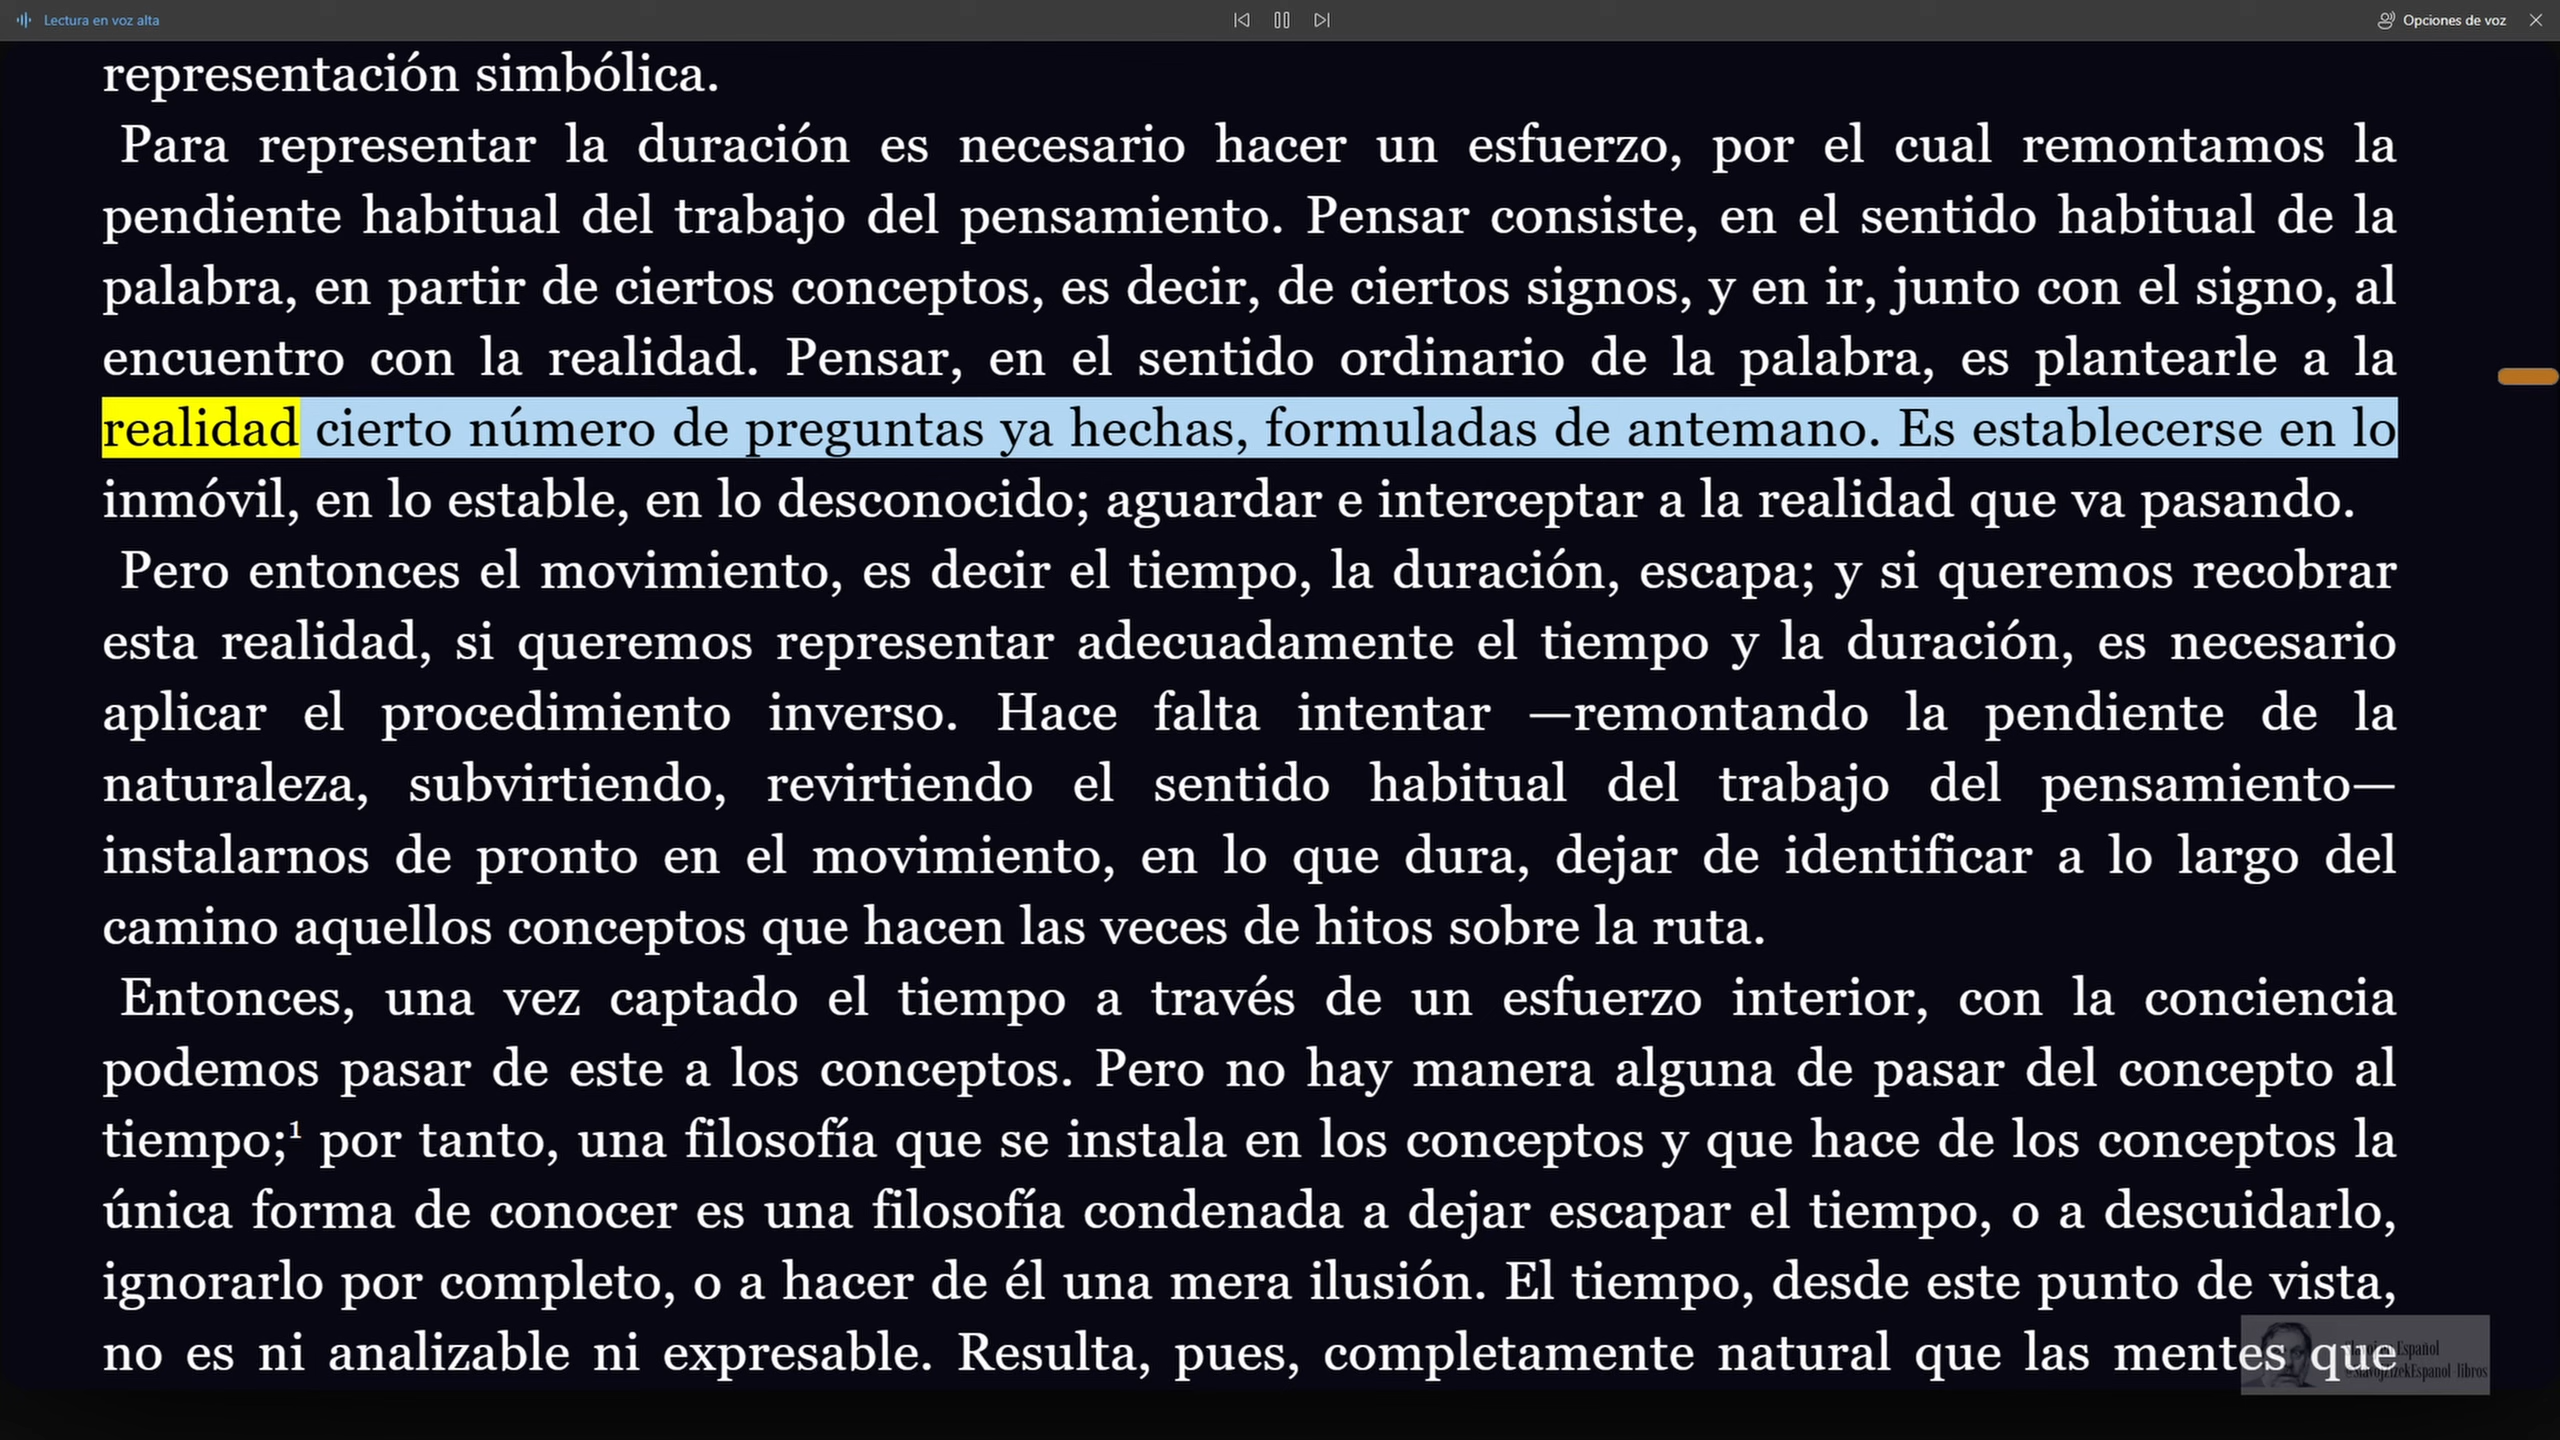 Lectura en voz alta
Opciones de voz
representación simbólica.
Para representar la duración es necesario hacer un esfuerzo, por el cual remontamos la
pendiente habitual del trabajo del pensamiento. Pensar consiste, en el sentido habitual de la
palabra, en partir de ciertos conceptos, es decir, de ciertos signos, y en ir, junto con el signo, al
encuentro con la realidad. Pensar, en el sentido ordinario de la palabra, es plantearle a la
realidad cierto número de preguntas ya hechas, formuladas de antemano. Es establecerse en lo
inmóvil, en lo estable, en lo desconocido; aguardar e interceptar a la realidad que va pasando.
Pero entonces el movimiento, es decir el tiempo, la duración, escapa; y si queremos recobrar
esta realidad, si queremos representar adecuadamente el tiempo y la duración, es necesario
aplicar el procedimiento inverso. Hace falta intentar —remontando la pendiente de la
naturaleza, subvirtiendo, revirtiendo el sentido habitual del trabajo del pensamiento—
instalarnos de pronto en el movimiento, en lo que dura, dejar de identificar a lo largo del
camino aquellos conceptos que hacen las veces de hitos sobre la ruta.
Entonces, una vez captado el tiempo a través de un esfuerzo interior, con la conciencia
podemos pasar de este a los conceptos. Pero no hay manera alguna de pasar del concepto al
tiempo;¹ por tanto, una filosofía que se instala en los conceptos y que hace de los conceptos la
única forma de conocer es una filosofía condenada a dejar escapar el tiempo, o a descuidarlo,
ignorarlo por completo, o a hacer de él una mera ilusión. El tiempo, desde este punto de vista,
no es ni analizable ni expresable. Resulta, pues, completamente natural que las mentes que
Español